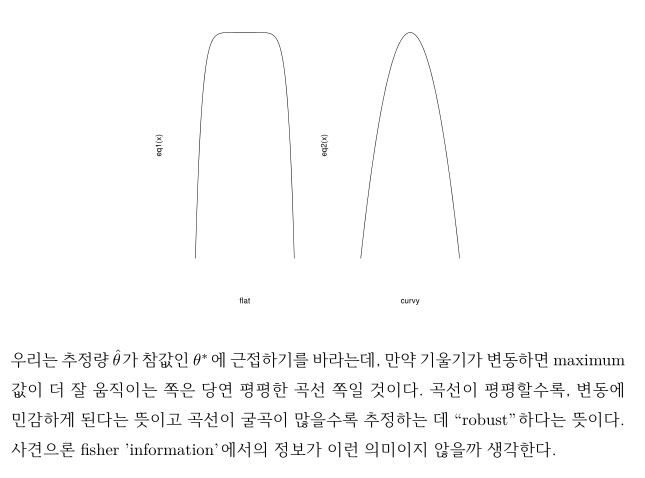 eq1(x)
flat
eq2(x)
curvy
우리는 추정량 θ̂가 참값인 θ*에 근접하기를 바라는데, 만약 기울기가 변동하면 maximum
값이 더 잘 움직이는 쪽은 당연 평평한 곡선 쪽일 것이다. 곡선이 평평할수록, 변동에
민감하게 된다는 뜻이고 곡선이 굴곡이 많을수록 추정하는 데 “robust”하다는 뜻이다.
사견으론 fisher ’information’에서의 정보가 이런 의미이지 않을까 생각한다.